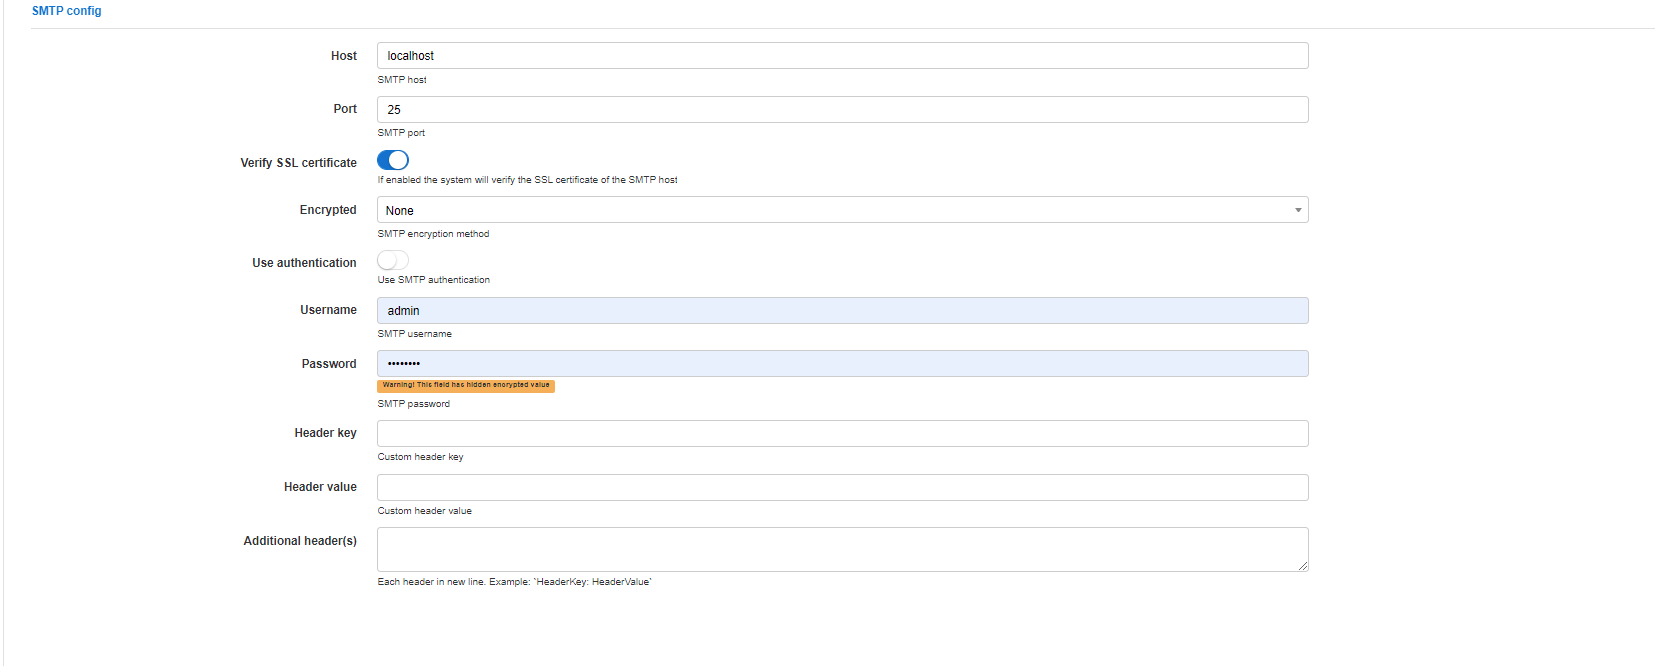 SMTP config
Host
localhost
SMTP host
Port
25
SMTP port
Verify SSL certificate
If enabled the system will verify the SSL certificate of the SMTP host
Encrypted
None
SMTP encryption method
Use authentication
Use SMTP authentication
Username
admin
SMTP username
Password
••••••••
Warning! This field has hidden encrypted value
SMTP password
Header key
Custom header key
Header value
Custom header value
Additional header(s)
Each header in new line. Example: `HeaderKey: HeaderValue`